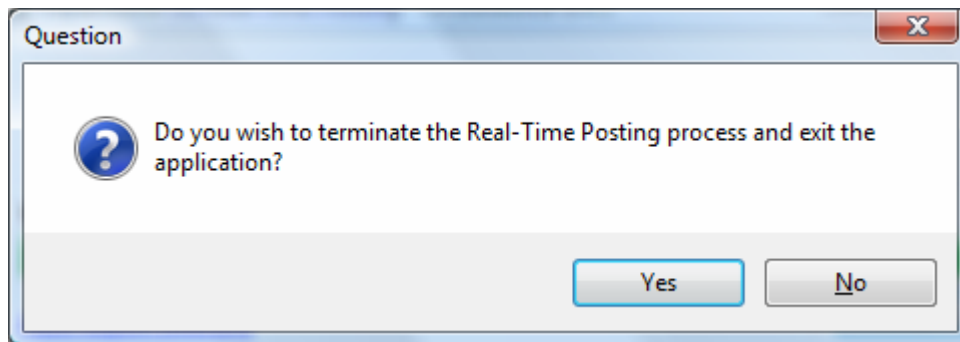 Question
Do you wish to terminate the Real-Time Posting process and exit the
application?
Yes
No